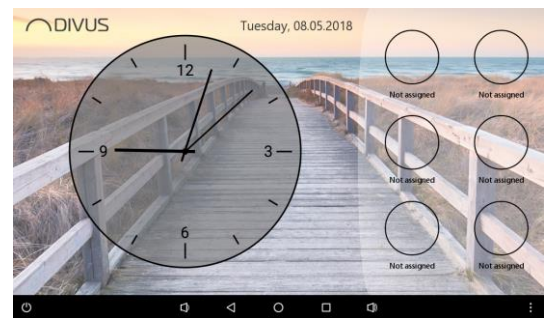 DIVUS
Tuesday, 08.05.2018
12
9
3
6
Not assigned
Not assigned
Not assigned
Not assigned
Not assigned
Not assigned